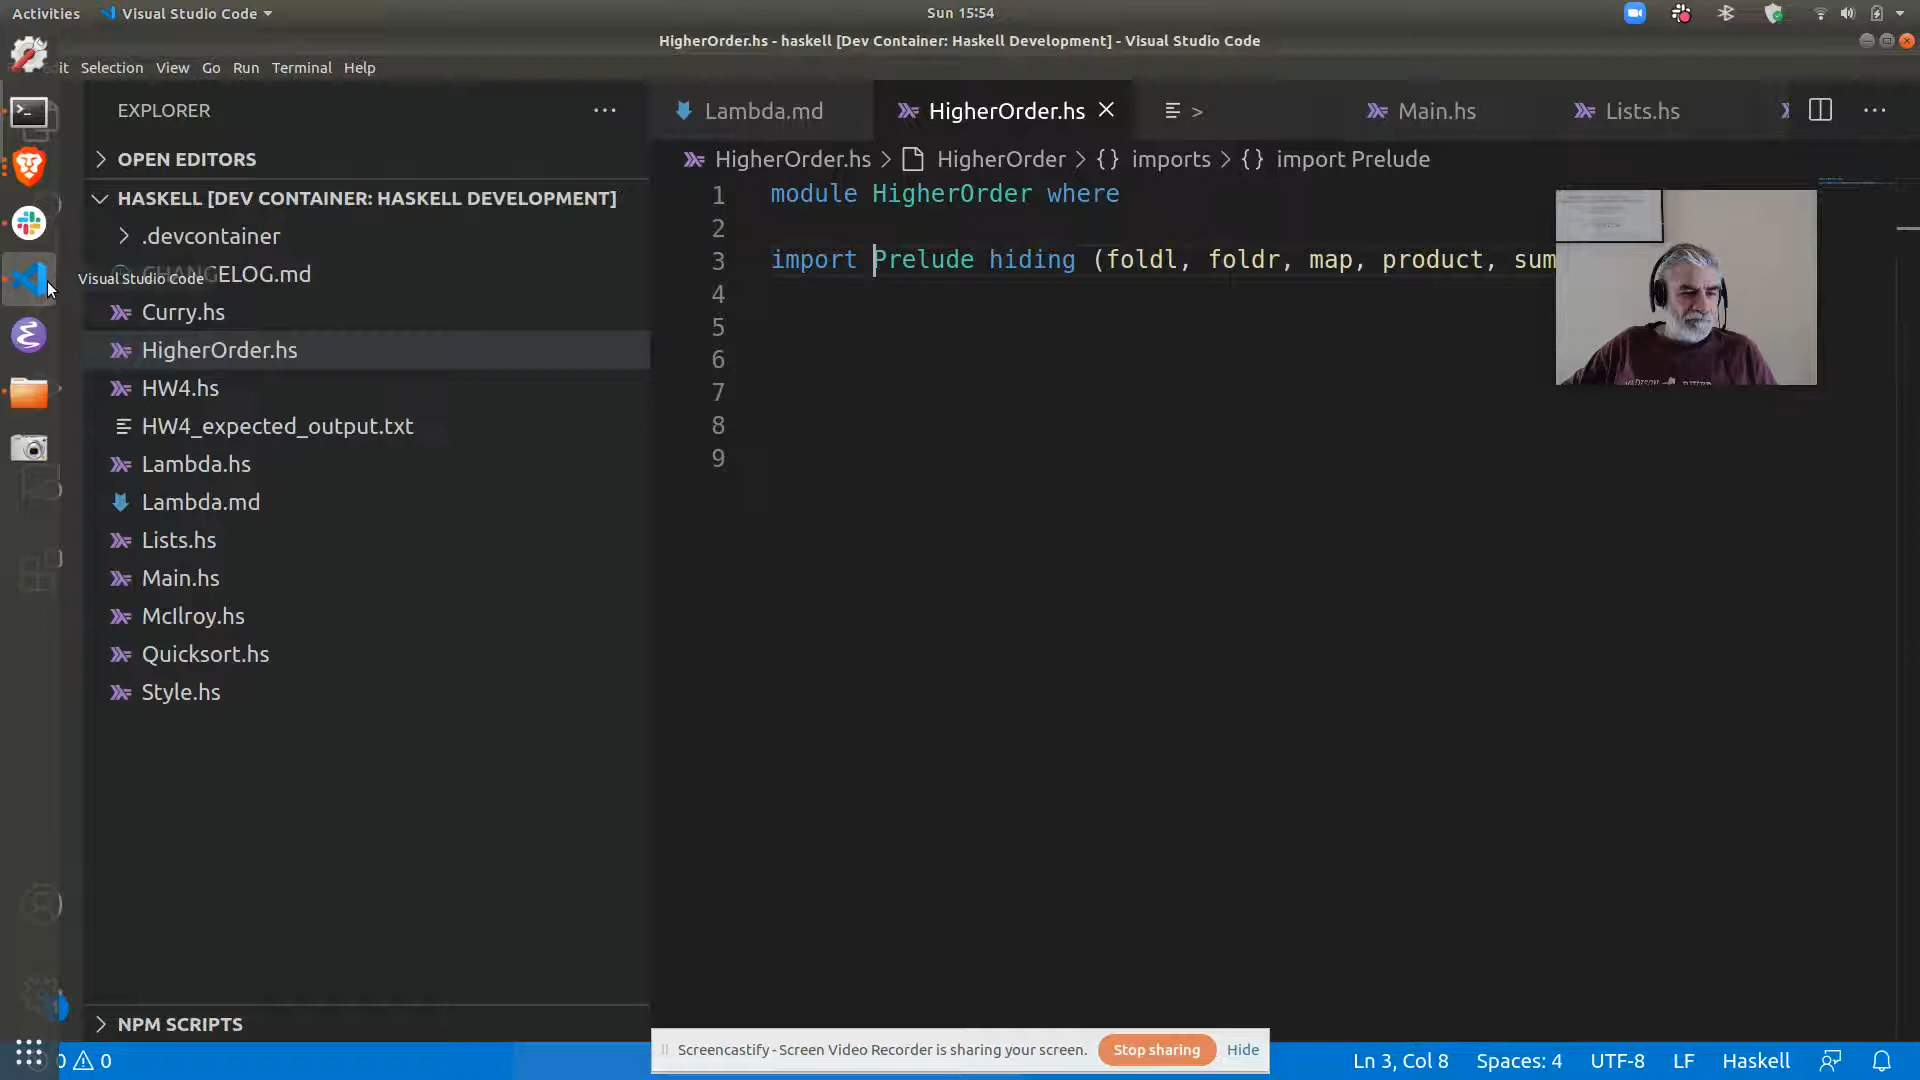 Activities
Visual Studio Code
Sun 15:54
HigherOrder.hs - haskell [Dev Container: Haskell Development] - Visual Studio Code
it Selection View Go Run Terminal Help
EXPLORER
OPEN EDITORS
HASKELL [DEV CONTAINER: HASKELL DEVELOPMENT]
.devcontainer
CHANGELOG.md
Visual Studio Code
Curry.hs
HigherOrder.hs
HW4.hs
HW4_expected_output.txt
Lambda.hs
Lambda.md
Lists.hs
Main.hs
McIlroy.hs
Quicksort.hs
Style.hs
NPM SCRIPTS
Lambda.md
HigherOrder.hs
>
Main.hs
Lists.hs
HigherOrder.hs > HigherOrder > {} imports > {} import Prelude
1 module HigherOrder where
2
3 import Prelude hiding (foldl, foldr, map, product, sum
4
5
6
7
8
9
Screencastify - Screen Video Recorder is sharing your screen. Stop sharing Hide
0 0
Ln 3, Col 8 Spaces: 4 UTF-8 LF Haskell